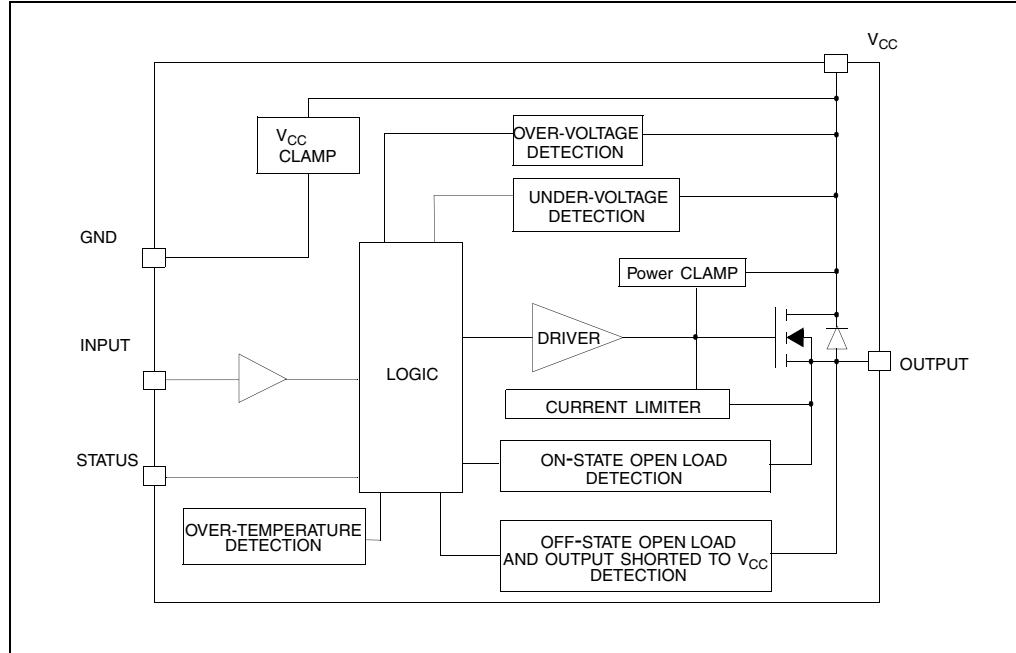 VCC
VCC
CLAMP
OVER-VOLTAGE
DETECTION
UNDER-VOLTAGE
DETECTION
GND
Power CLAMP
INPUT
DRIVER
LOGIC
OUTPUT
CURRENT LIMITER
STATUS
ON-STATE OPEN LOAD
DETECTION
OVER-TEMPERATURE
DETECTION
OFF-STATE OPEN LOAD
AND OUTPUT SHORTED TO VCC
DETECTION